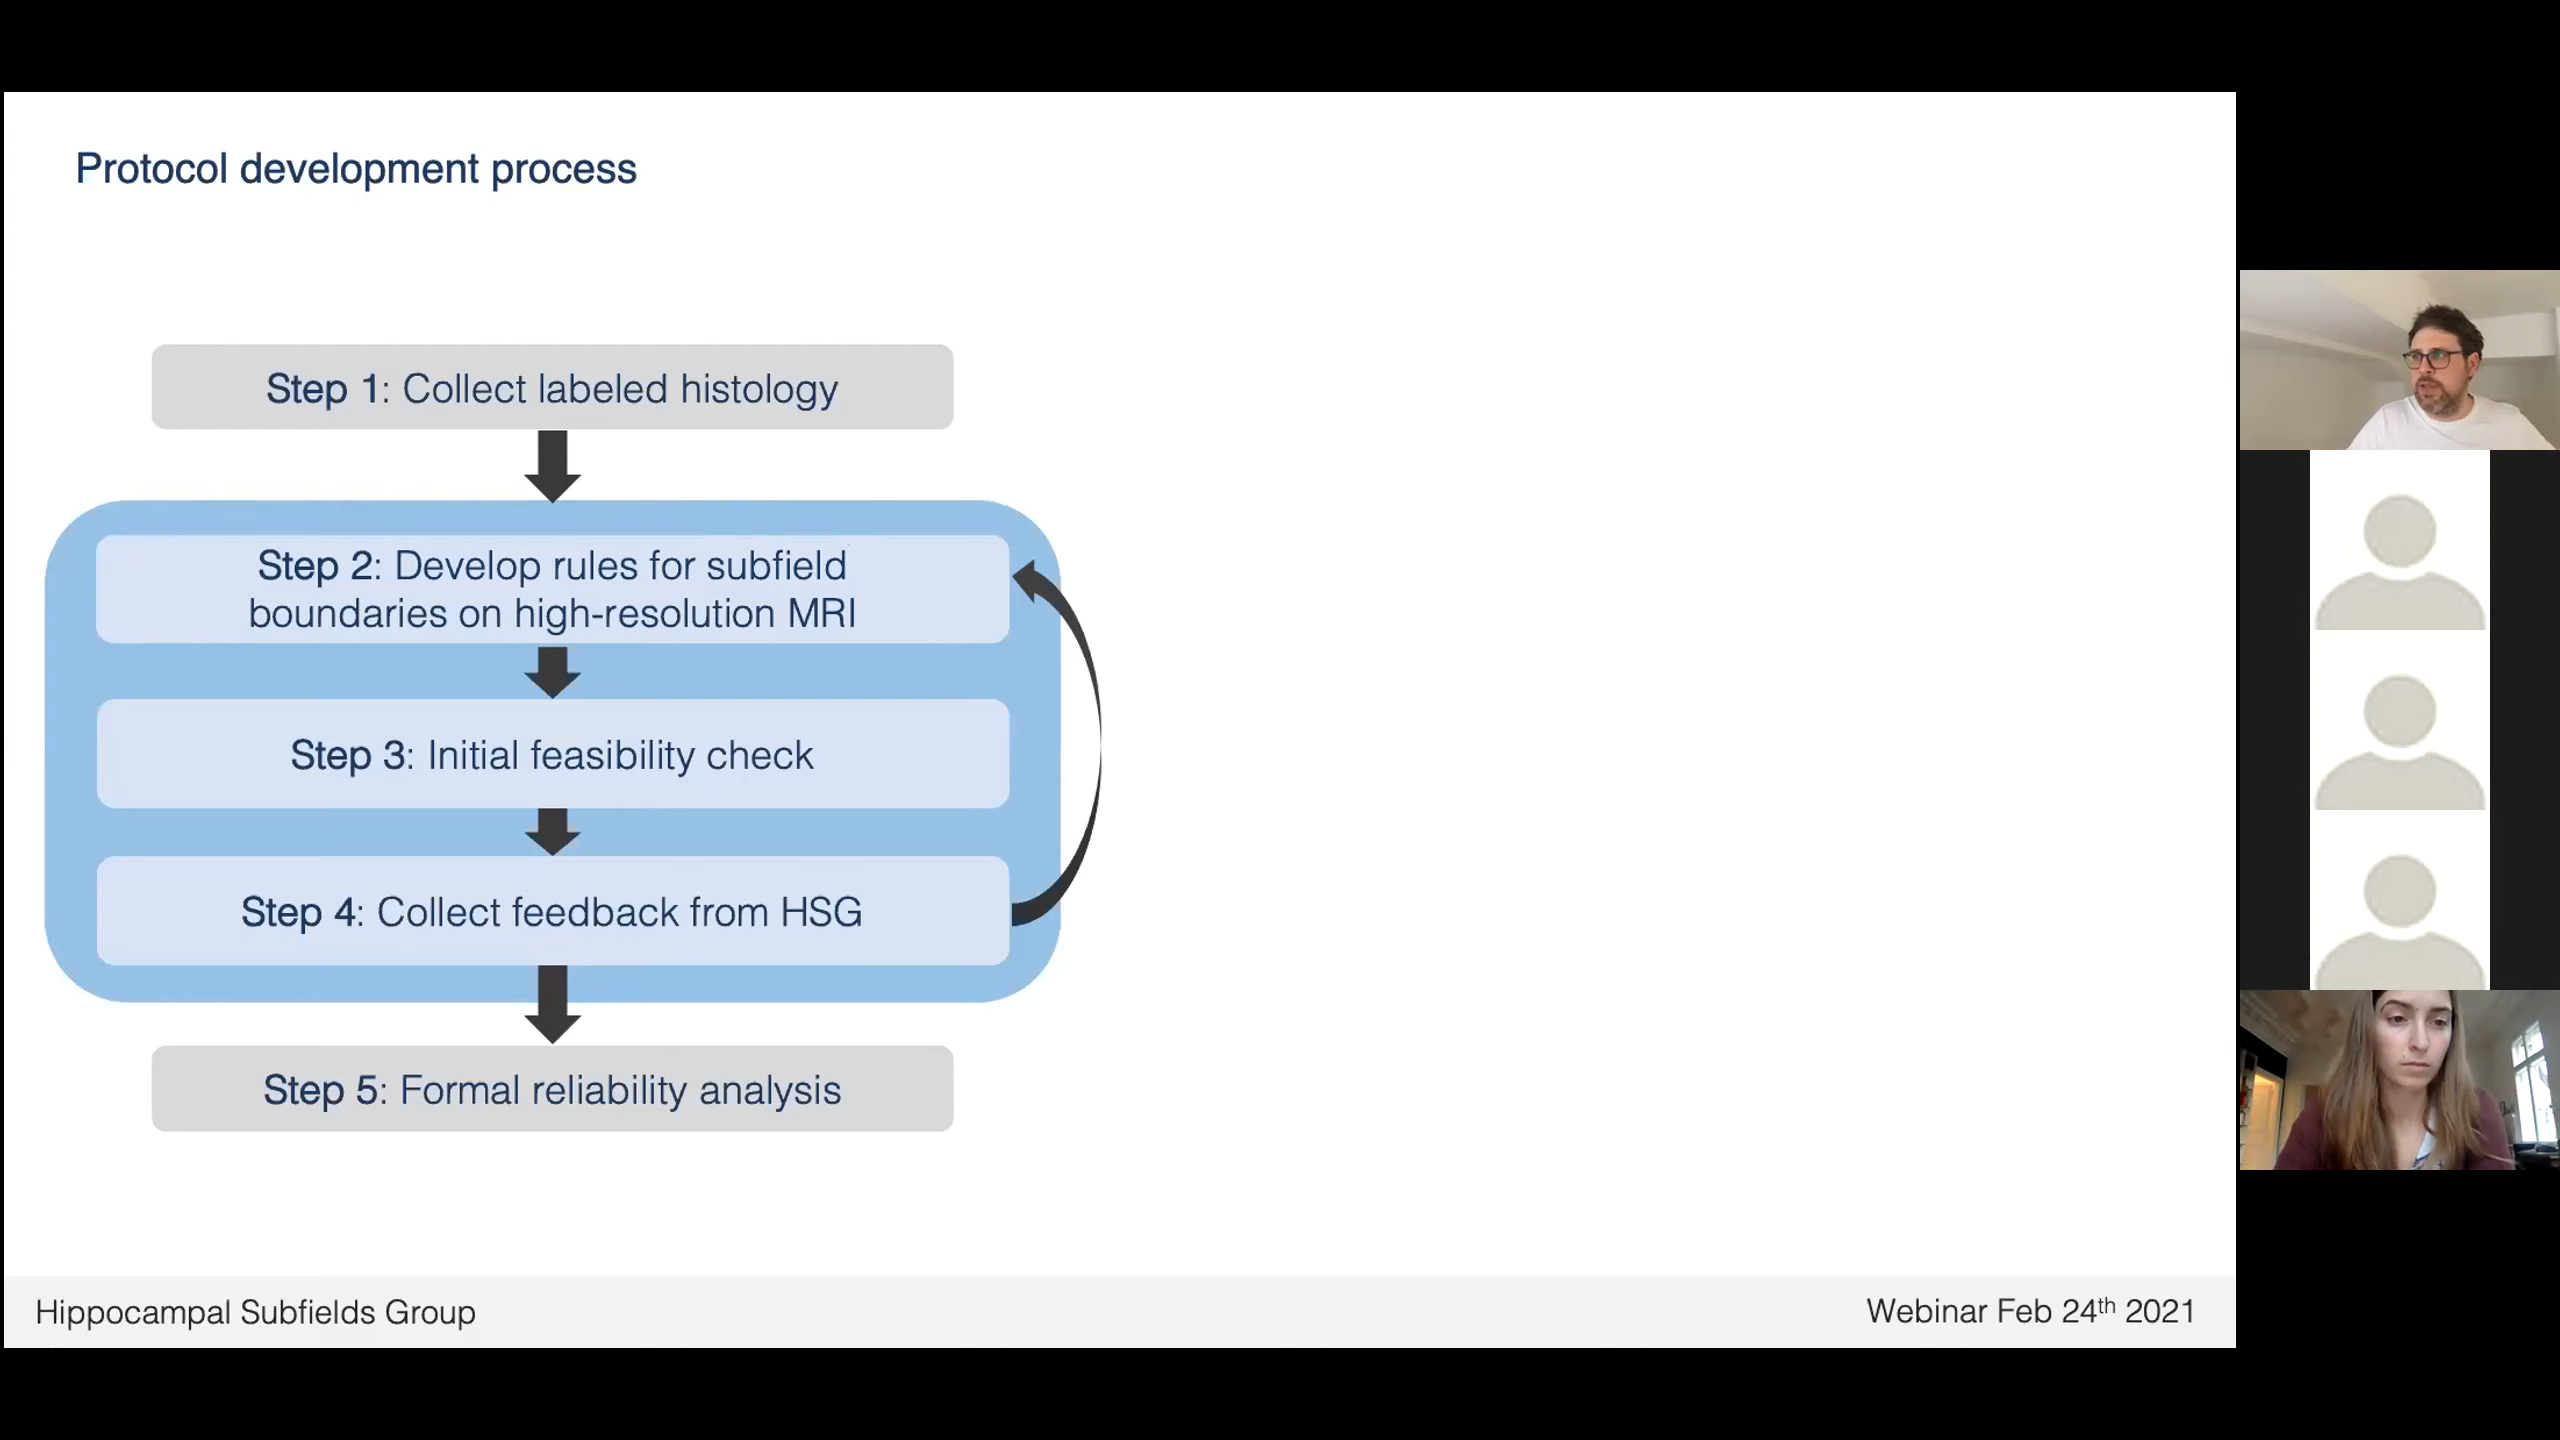 Protocol development process
Step 1: Collect labeled histology
Step 2: Develop rules for subfield
boundaries on high-resolution MRI
Step 3: Initial feasibility check
Step 4: Collect feedback from HSG
Step 5: Formal reliability analysis
Hippocampal Subfields Group
Webinar Feb 24th 2021